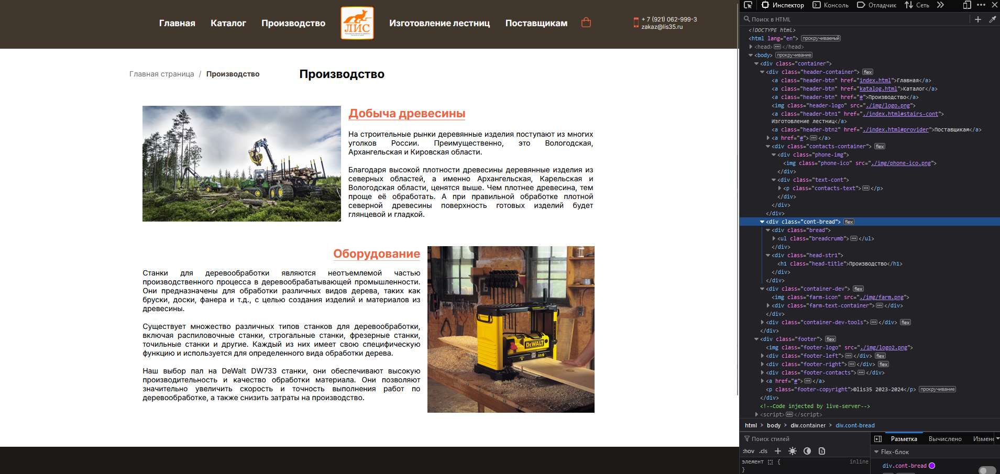 Главная
Каталог
Производство
ЛИС
Изготовление лестниц
Поставщикам
+ 7 (921) 062-999-3
zakaz@lis35.ru
Главная страница / Производство
Производство
Добыча древесины
На строительные рынки деревянные изделия поступают из многих
уголков России. Преимущественно, это Вологодская,
Архангельская и Кировская области.
Благодаря высокой плотности древесины деревянные изделия из
северных областей, а именно Архангельская, Карельская и
Вологодская области, ценятся выше. Чем плотнее древесина, тем
проще её обработать. А при правильной обработке плотной
северной древесины поверхность готовых изделий будет
глянцевой и гладкой.
Оборудование
Станки для деревообработки являются неотъемлемой частью
производственного процесса в деревообрабатывающей промышленности.
Они предназначены для обработки различных видов дерева, таких как
бруски, доски, фанера и т.д., с целью создания изделий и материалов из
древесины.
Существует множество различных типов станков для деревообработки,
включая распиловочные станки, строгальные станки, фрезерные станки,
точильные станки и другие. Каждый из них имеет свою специфическую
функцию и используется для определенного вида обработки дерева.
Наш выбор пал на DeWalt DW733 станки, они обеспечивают высокую
производительность и качество обработки материала. Они позволяют
значительно увеличить скорость и точность выполнения работ по
деревообработке, а также снизить затраты на производство.
DEWALT
Инспектор
Консоль
Отладчик
Сеть
Поиск в HTML
<!DOCTYPE html>
<html lang="en"> прокручиваемый
<head> ⋯ </head>
<body> прокручивание
<div class="container">
<div class="header-container"> flex
<a class="header-btn" href="index.html">Главная</a>
<a class="header-btn" href="katalog.html">Каталог</a>
<a class="header-btn" href="#">Производство</a>
<img class="header-logo" src="./img/logo.png">
<a class="header-btn1" href="./index.html#stairs-cont">
Изготовление лестниц</a>
<a class="header-btn2" href="./index.html#provider">Поставщикам</a>
<a href="#"> ⋯ </a>
<div class="contacts-container"> flex
<div class="phone-img">
<img class="phone-ico" src="./img/phone-ico.png">
</div>
<div class="text-cont">
<p class="contacts-text"> ⋯ </p>
</div>
</div>
</div>
<div class="cont-bread"> flex
<div class="bread">
<ul class="breadcrumb"> ⋯ </ul>
</div>
<div class="head-str1">
<h1 class="head-title">Производство</h1>
</div>
</div>
<div class="container-dev"> flex
<img class="farm-icon" src="./img/farm.png">
<div class="farm-text-container"> ⋯ </div>
</div>
<div class="container-dev-tools"> ⋯ </div> flex
</div>
<div class="footer"> flex
<img class="footer-logo" src="./img/logo2.png">
<div class="footer-left"> ⋯ </div> flex
<div class="footer-right"> ⋯ </div> flex
<div class="footer-contacts"> ⋯ </div>
<a href="#"> ⋯ </a>
<p class="footer-copyright">©lis35 2023-2024</p> прокручивание
</div>
<!--Code injected by live-server-->
<script> ⋯ </script>
html > body > div.container > div.cont-bread
Поиск стилей
:hov .cls
элемент { inline
}
Разметка
Вычислено
Измене
Flex-блок
div.cont-bread